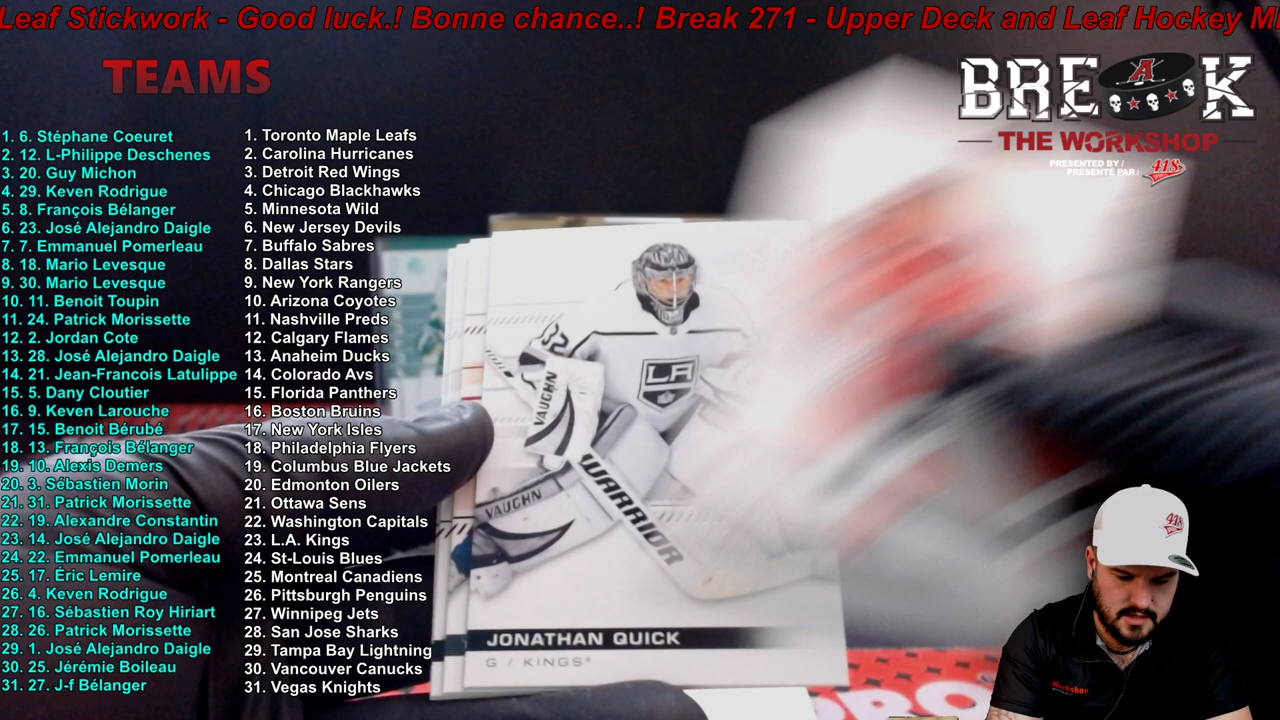 Leaf Stickwork - Good luck.! Bonne chance..! Break 271 - Upper Deck and Leaf Hockey
TEAMS
BREAK
THE WORKSHOP
PRESENTED BY /
PRÉSENTÉ PAR /
418
1. 6. Stéphane Coeuret
2. 12. L-Philippe Deschenes
3. 20. Guy Michon
4. 29. Keven Rodrigue
5. 8. François Bélanger
6. 23. José Alejandro Daigle
7. 7. Emmanuel Pomerleau
8. 18. Mario Levesque
9. 30. Mario Levesque
10. 11. Benoit Toupin
11. 24. Patrick Morissette
12. 2. Jordan Cote
13. 28. José Alejandro Daigle
14. 21. Jean-Francois Latulippe
15. 5. Dany Cloutier
16. 9. Keven Larouche
17. 15. Benoit Bérubé
18. 13. François Bélanger
19. 10. Alexis Demers
20. 3. Sébastien Morin
21. 31. Patrick Morissette
22. 19. Alexandre Constantin
23. 14. José Alejandro Daigle
24. 22. Emmanuel Pomerleau
25. 17. Éric Lemire
26. 4. Keven Rodrigue
27. 16. Sébastien Roy Hiriart
28. 26. Patrick Morissette
29. 1. José Alejandro Daigle
30. 25. Jérémie Boileau
31. 27. J-f Bélanger
1. Toronto Maple Leafs
2. Carolina Hurricanes
3. Detroit Red Wings
4. Chicago Blackhawks
5. Minnesota Wild
6. New Jersey Devils
7. Buffalo Sabres
8. Dallas Stars
9. New York Rangers
10. Arizona Coyotes
11. Nashville Preds
12. Calgary Flames
13. Anaheim Ducks
14. Colorado Avs
15. Florida Panthers
16. Boston Bruins
17. New York Isles
18. Philadelphia Flyers
19. Columbus Blue Jackets
20. Edmonton Oilers
21. Ottawa Sens
22. Washington Capitals
23. L.A. Kings
24. St-Louis Blues
25. Montreal Canadiens
26. Pittsburgh Penguins
27. Winnipeg Jets
28. San Jose Sharks
29. Tampa Bay Lightning
30. Vancouver Canucks
31. Vegas Knights
32
LA
VAUGHN
VAUGHN
WARRIOR
JONATHAN QUICK
G / KINGS
418
Workshop